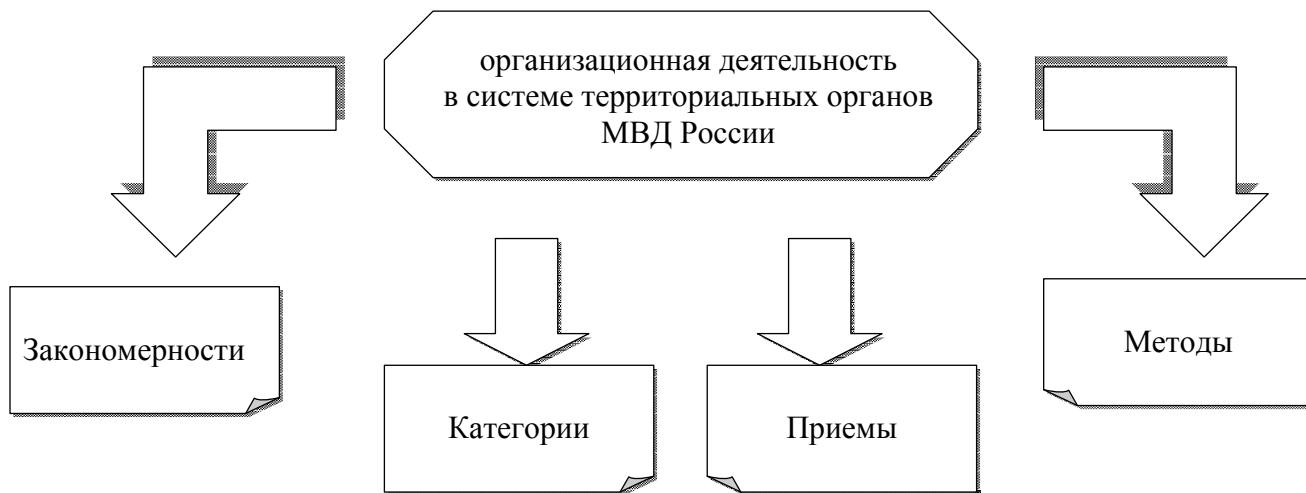 организационная деятельность
в системе территориальных органов
МВД России
Закономерности
Категории
Приемы
Методы